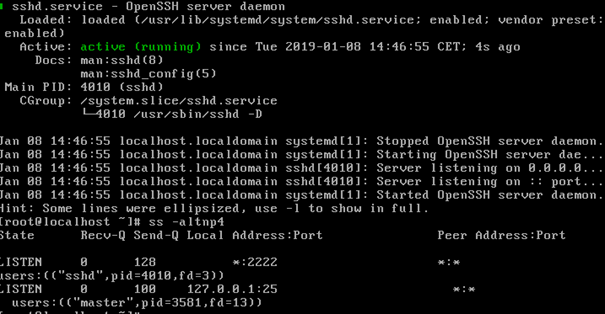 ● sshd.service - OpenSSH server daemon
Loaded: loaded (/usr/lib/systemd/system/sshd.service; enabled; vendor preset:
enabled)
Active: active (running) since Tue 2019-01-08 14:46:55 CET; 4s ago
Docs: man:sshd(8)
man:sshd_config(5)
Main PID: 4010 (sshd)
CGroup: /system.slice/sshd.service
└─4010 /usr/sbin/sshd -D
Jan 08 14:46:55 localhost.localdomain systemd[1]: Stopped OpenSSH server daemon.
Jan 08 14:46:55 localhost.localdomain systemd[1]: Starting OpenSSH server dae...
Jan 08 14:46:55 localhost.localdomain sshd[4010]: Server listening on 0.0.0.0...
Jan 08 14:46:55 localhost.localdomain sshd[4010]: Server listening on :: port...
Jan 08 14:46:55 localhost.localdomain systemd[1]: Started OpenSSH server daemon.
Hint: Some lines were ellipsized, use -l to show in full.
[root@localhost ~]# ss -altnp4
State Recv-Q Send-Q Local Address:Port Peer Address:Port
LISTEN 0 128 *:2222 *:*
users:(("sshd",pid=4010,fd=3))
LISTEN 0 100 127.0.0.1:25 *:*
users:(("master",pid=3581,fd=13))